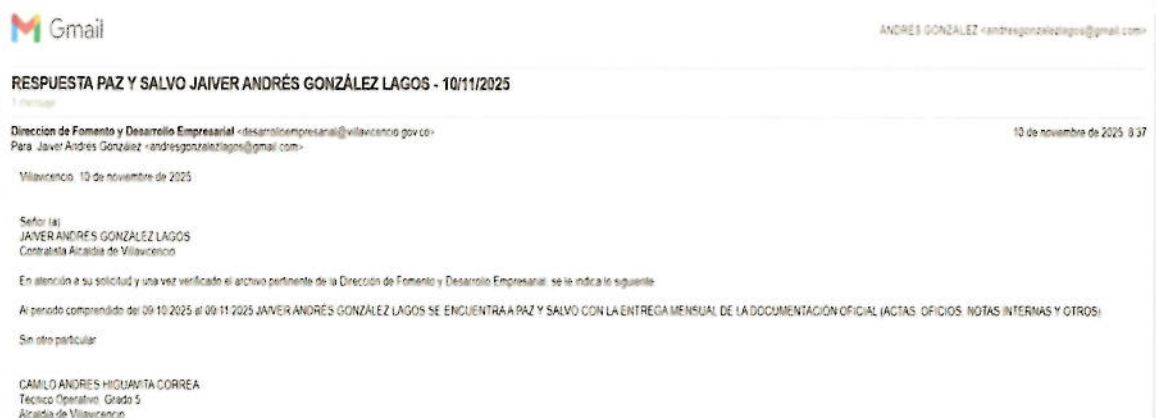 Gmail
ANDRES GONZALEZ <andresgonzalezlagos@gmail.com>
RESPUESTA PAZ Y SALVO JAIVER ANDRÉS GONZÁLEZ LAGOS - 10/11/2025
1 mensaje
Direccion de Fomento y Desarrollo Empresarial <desarrolloempresarial@villavicencio.gov.co>
10 de noviembre de 2025, 8:37
Para: Jaiver Andrés González <andresgonzalezlagos@gmail.com>
Villavicencio, 10 de noviembre de 2025
Señor (a)
JAIVER ANDRÉS GONZÁLEZ LAGOS
Contratista Alcaldía de Villavicencio
En atención a su solicitud y una vez verificado el archivo pertinente de la Dirección de Fomento y Desarrollo Empresarial, se le indica lo siguiente
Al periodo comprendido del 09.10.2025 al 09.11.2025 JAIVER ANDRÉS GONZÁLEZ LAGOS SE ENCUENTRA A PAZ Y SALVO CON LA ENTREGA MENSUAL DE LA DOCUMENTACIÓN OFICIAL (ACTAS, OFICIOS, NOTAS INTERNAS Y OTROS)
Sin otro particular
CAMILO ANDRES HIGUAVITA CORREA
Técnico Operativo, Grado 5
Alcaldía de Villavicencio